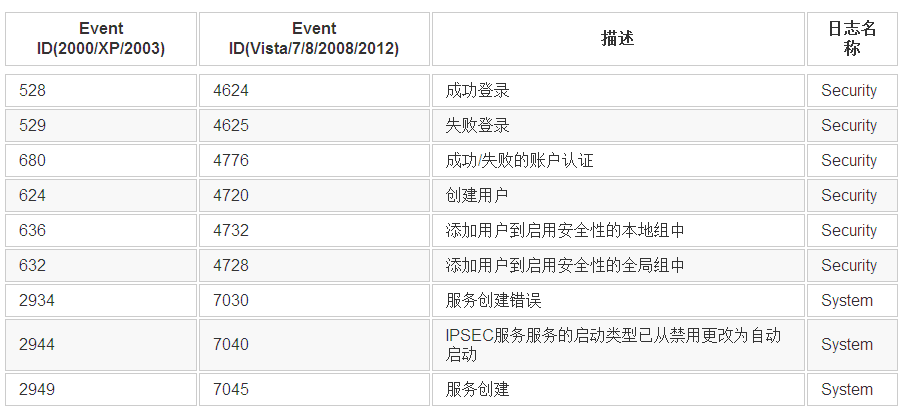 Event ID(2000/XP/2003) Event ID(Vista/7/8/2008/2012) 描述 日志名称
528 4624 成功登录 Security
529 4625 失败登录 Security
680 4776 成功/失败的账户认证 Security
624 4720 创建用户 Security
636 4732 添加用户到启用安全性的本地组中 Security
632 4728 添加用户到启用安全性的全局组中 Security
2934 7030 服务创建错误 System
2944 7040 IPSEC服务服务的启动类型已从禁用更改为自动启动 System
2949 7045 服务创建 System